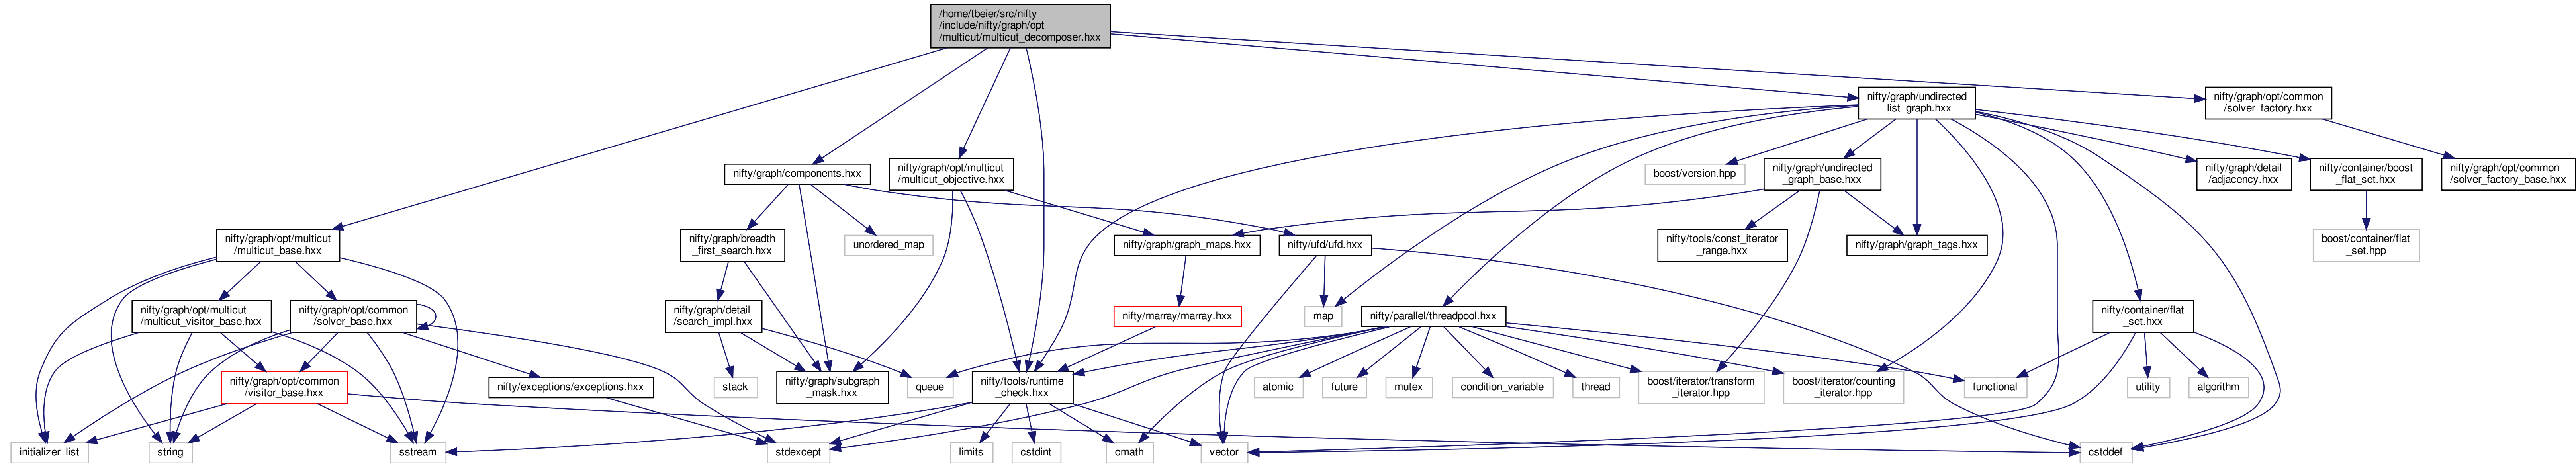 /home/tbeier/src/nifty
/include/nifty/graph/opt
/multicut/multicut_decomposer.hxx
nifty/graph/undirected
_list_graph.hxx
nifty/graph/opt/common
/solver_factory.hxx
nifty/graph/components.hxx
nifty/graph/opt/multicut
/multicut_objective.hxx
boost/version.hpp
nifty/graph/undirected
_graph_base.hxx
nifty/graph/detail
/adjacency.hxx
nifty/container/boost
_flat_set.hxx
nifty/graph/opt/common
/solver_factory_base.hxx
nifty/graph/opt/multicut
/multicut_base.hxx
nifty/graph/breadth
_first_search.hxx
unordered_map
nifty/graph/graph_maps.hxx
nifty/ufd/ufd.hxx
nifty/tools/const_iterator
_range.hxx
nifty/graph/graph_tags.hxx
boost/container/flat
_set.hpp
nifty/graph/opt/multicut
/multicut_visitor_base.hxx
nifty/graph/opt/common
/solver_base.hxx
nifty/graph/detail
/search_impl.hxx
nifty/marray/marray.hxx
map
nifty/parallel/threadpool.hxx
nifty/container/flat
_set.hxx
nifty/graph/opt/common
/visitor_base.hxx
nifty/exceptions/exceptions.hxx
stack
nifty/graph/subgraph
_mask.hxx
queue
nifty/tools/runtime
_check.hxx
atomic
future
mutex
condition_variable
thread
boost/iterator/transform
_iterator.hpp
boost/iterator/counting
_iterator.hpp
functional
utility
algorithm
initializer_list
string
sstream
stdexcept
limits
cstdint
cmath
vector
cstddef